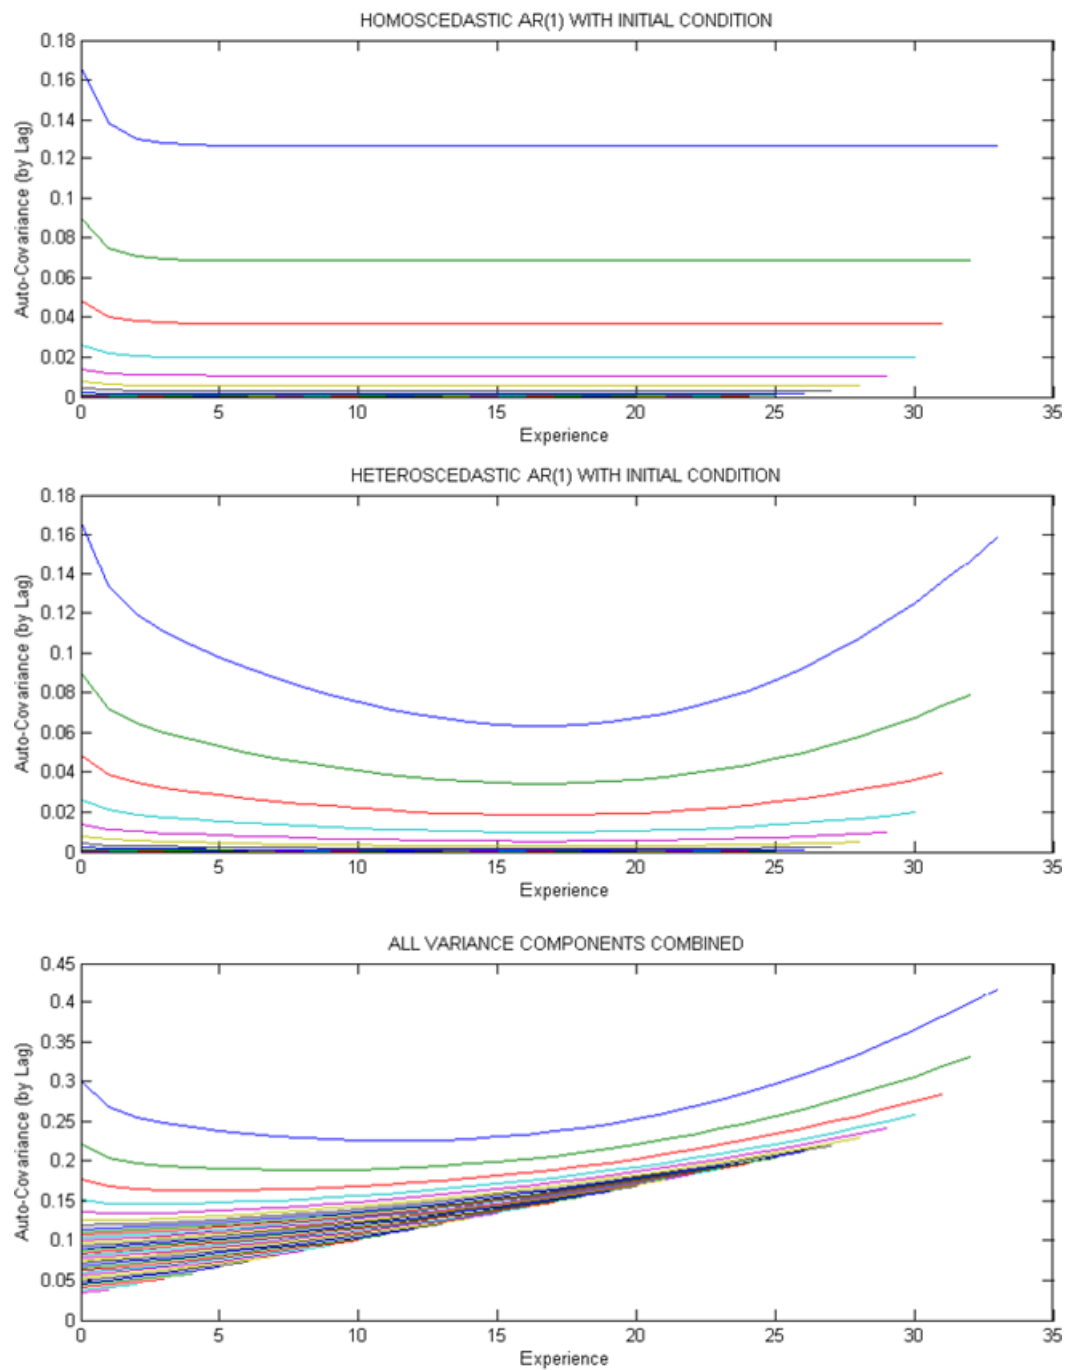 HOMOSCEDASTIC AR(1) WITH INITIAL CONDITION
Auto-Covariance (by Lag)
0.18
0.16
0.14
0.12
0.1
0.08
0.06
0.04
0.02
0
0 5 10 15 20 25 30 35
Experience
HETEROSCEDASTIC AR(1) WITH INITIAL CONDITION
Auto-Covariance (by Lag)
0.18
0.16
0.14
0.12
0.1
0.08
0.06
0.04
0.02
0
0 5 10 15 20 25 30 35
Experience
ALL VARIANCE COMPONENTS COMBINED
Auto-Covariance (by Lag)
0.45
0.4
0.35
0.3
0.25
0.2
0.15
0.1
0.05
0
0 5 10 15 20 25 30 35
Experience